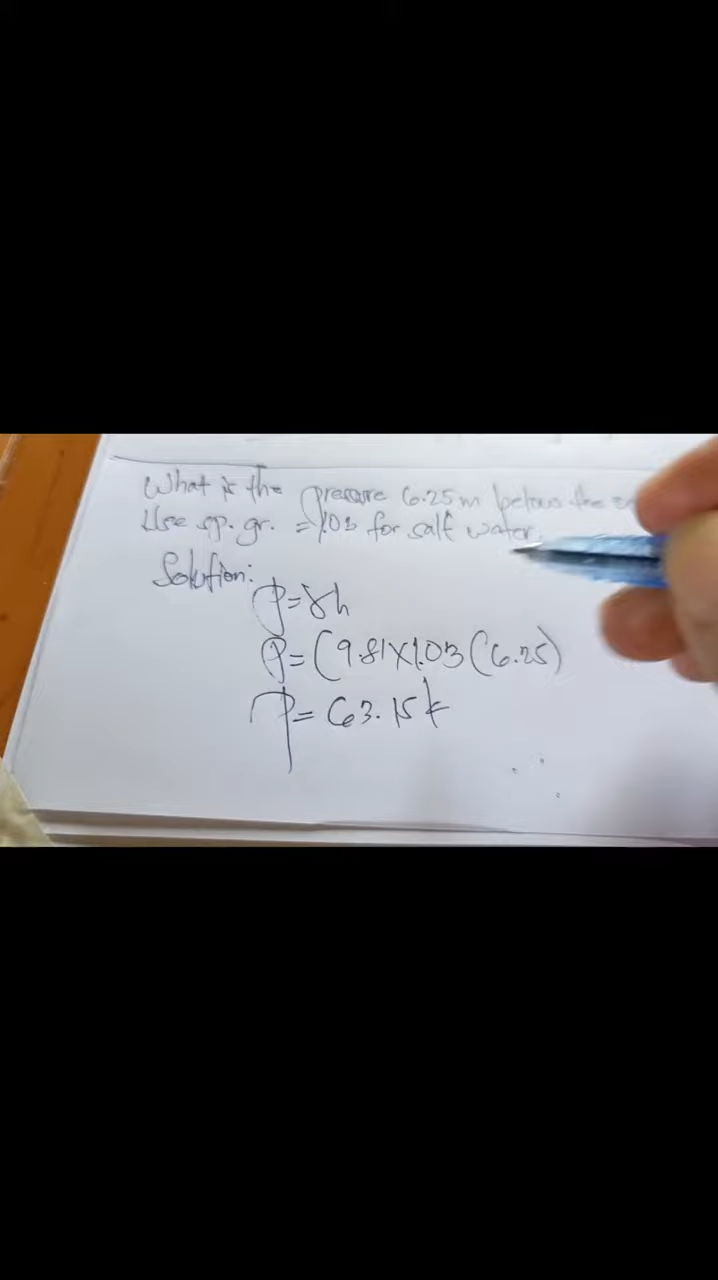 What is the pressure 6.25m below the
Use sp. gr. = 1.03 for salt water.
Solution:
P = γh
P = (9.81 x 1.03 (6.25)
P = 63.15 k